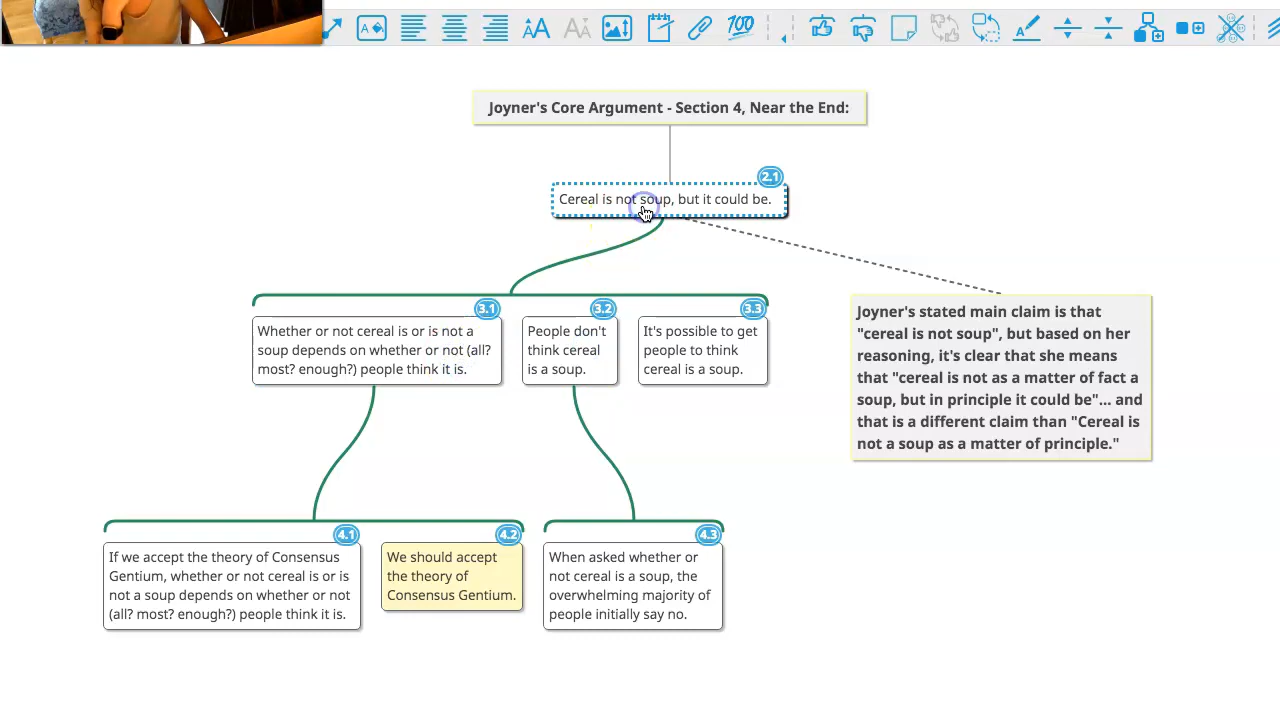 100
Joyner's Core Argument - Section 4, Near the End:
2.1
Cereal is not soup, but it could be.
3.1
Whether or not cereal is or is not a
soup depends on whether or not (all?
most? enough?) people think it is.
3.2
People don't
think cereal
is a soup.
3.3
It's possible to get
people to think
cereal is a soup.
Joyner's stated main claim is that
"cereal is not soup", but based on her
reasoning, it's clear that she means
that "cereal is not as a matter of fact a
soup, but in principle it could be"... and
that is a different claim than "Cereal is
not a soup as a matter of principle."
4.1
If we accept the theory of Consensus
Gentium, whether or not cereal is or is
not a soup depends on whether or not
(all? most? enough?) people think it is.
4.2
We should accept
the theory of
Consensus Gentium.
4.3
When asked whether or
not cereal is a soup, the
overwhelming majority of
people initially say no.